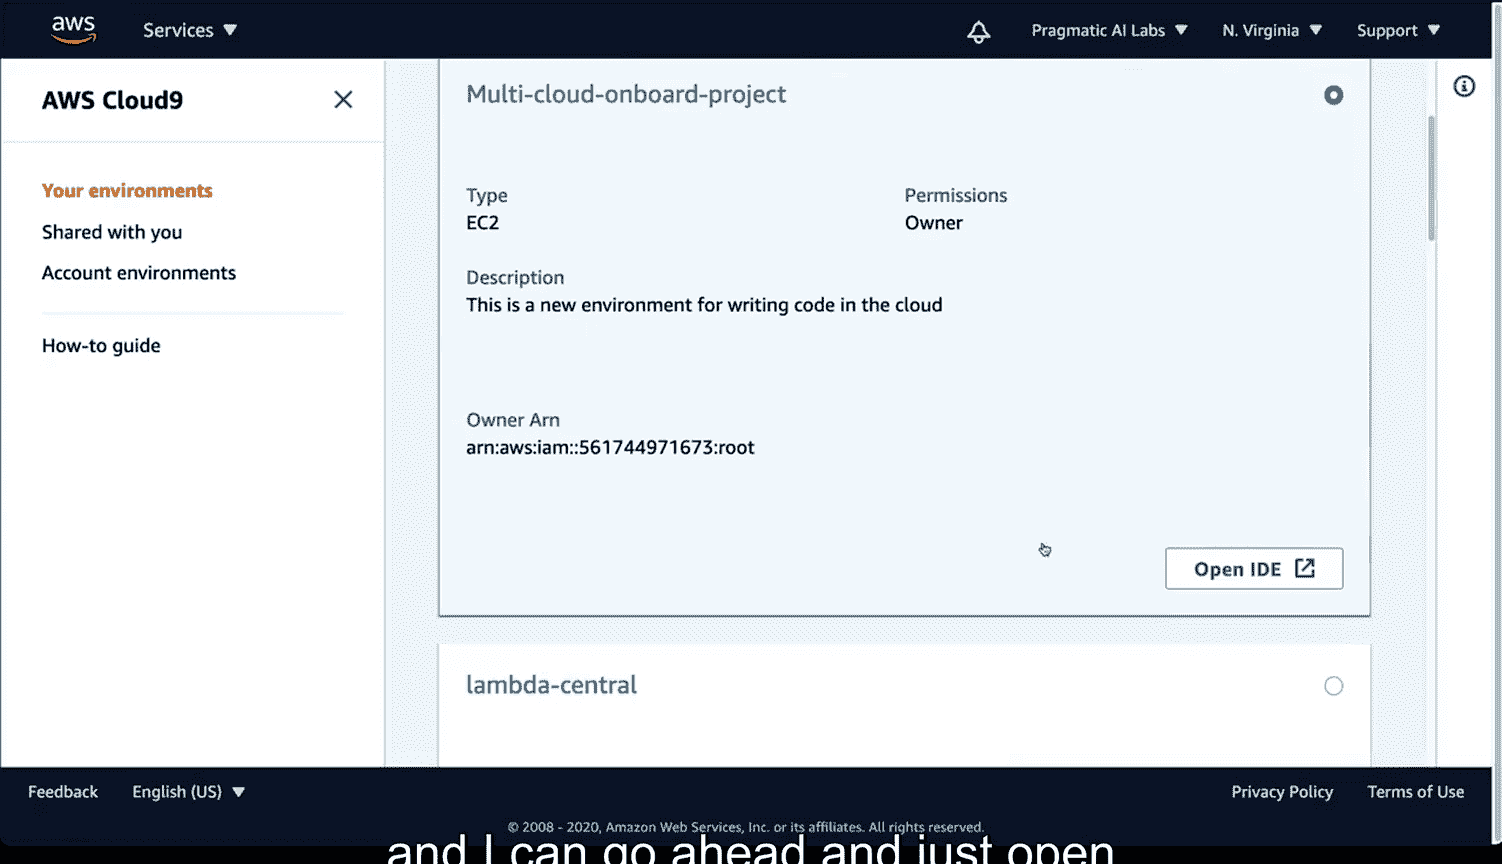 aws
Services
Pragmatic AI Labs
N. Virginia
Support
AWS Cloud9
Your environments
Shared with you
Account environments
How-to guide
Multi-cloud-onboard-project
Type
EC2
Permissions
Owner
Description
This is a new environment for writing code in the cloud
Owner Arn
arn:aws:iam::561744971673:root
Open IDE
lambda-central
Feedback
English (US)
Privacy Policy
Terms of Use
© 2008 - 2020, Amazon Web Services, Inc. or its affiliates. All rights reserved.
and I can go ahead and just open